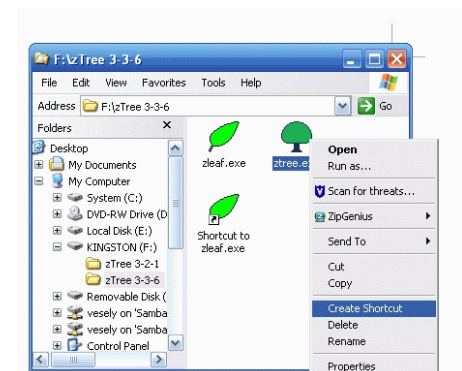 F:\zTree 3-3-6
File Edit View Favorites Tools Help
Address F:\zTree 3-3-6 Go
Folders
Desktop
My Documents
My Computer
System (C:)
DVD-RW Drive (D
Local Disk (E:)
KINGSTON (F:)
zTree 3-2-1
zTree 3-3-6
Removable Disk (
vesely on 'Samba
vesely on 'Samba
Control Panel
zleaf.exe
ztree.e
Shortcut to
zleaf.exe
Open
Run as...
Scan for threats...
ZipGenius
Send To
Cut
Copy
Create Shortcut
Delete
Rename
Properties